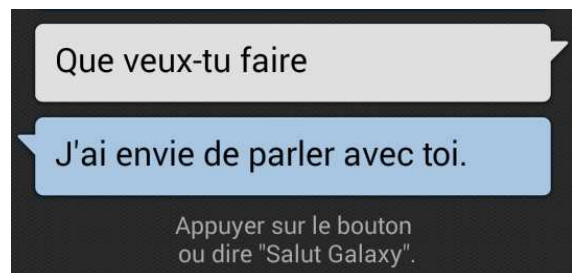 Que veux-tu faire
J'ai envie de parler avec toi.
Appuyer sur le bouton
ou dire "Salut Galaxy".